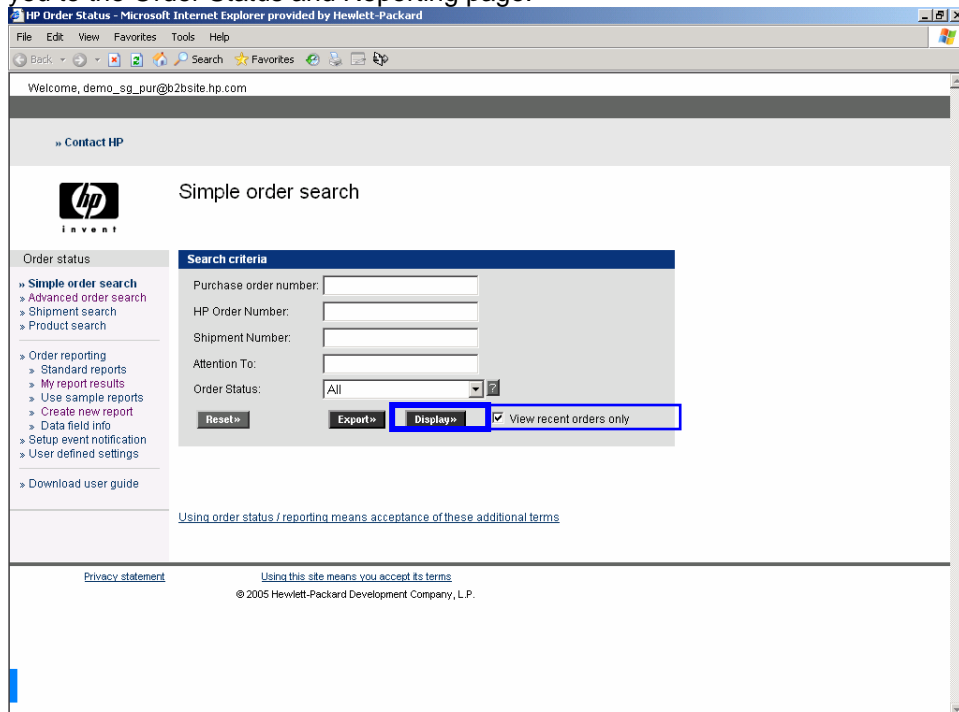 you to the Order Status and Reporting page.
HP Order Status - Microsoft Internet Explorer provided by Hewlett-Packard
File Edit View Favorites Tools Help
Back Search Favorites
Welcome, demo_sg_pur@b2bsite.hp.com
» Contact HP
hp
invent
Simple order search
Order status
» Simple order search
» Advanced order search
» Shipment search
» Product search
» Order reporting
» Standard reports
» My report results
» Use sample reports
» Create new report
» Data field info
» Setup event notification
» User defined settings
» Download user guide
Search criteria
Purchase order number:
HP Order Number:
Shipment Number:
Attention To:
Order Status: All ?
Reset» Export» Display» View recent orders only
Using order status / reporting means acceptance of these additional terms
Privacy statement Using this site means you accept its terms
© 2005 Hewlett-Packard Development Company, L.P.